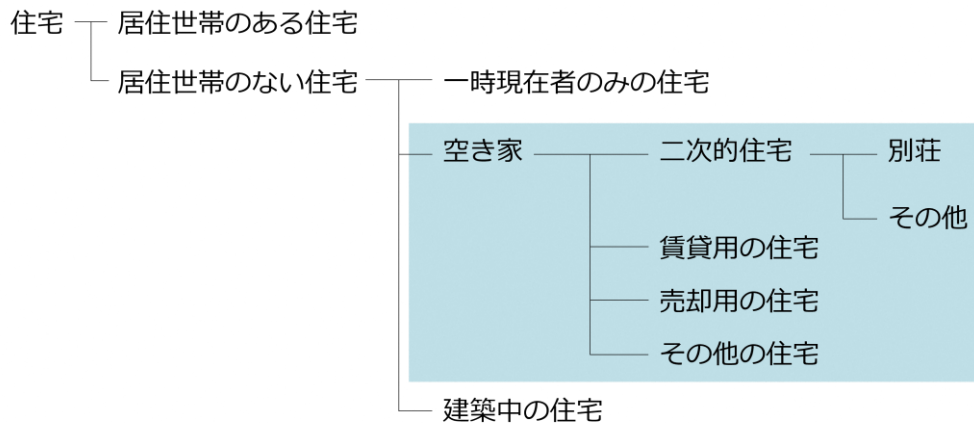 住宅 居住世帯のある住宅
居住世帯のない住宅 一時現在者のみの住宅
空き家 二次的住宅 別荘
その他
賃貸用の住宅
売却用の住宅
その他の住宅
建築中の住宅